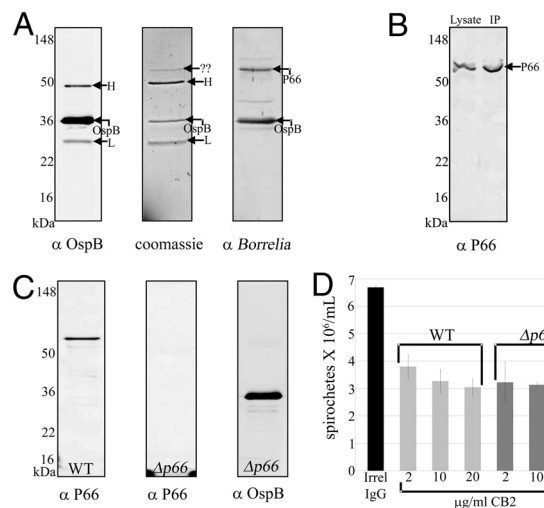 A
148
50
36
22
16
kDa
H
OspB
L
α OspB
??
H
OspB
L
coomassie
P66
OspB
α Borrelia
B
Lysate IP
148
50
36
22
16
kDa
P66
α P66
C
148
50
36
22
16
kDa
WT
α P66
Δp66
α P66
Δp66
α OspB
D
spirochetes X 10⁶/mL
7
6
5
4
3
2
1
0
WT
Δp6
Irrel
IgG
2 10 20 2 10
μg/ml CB2